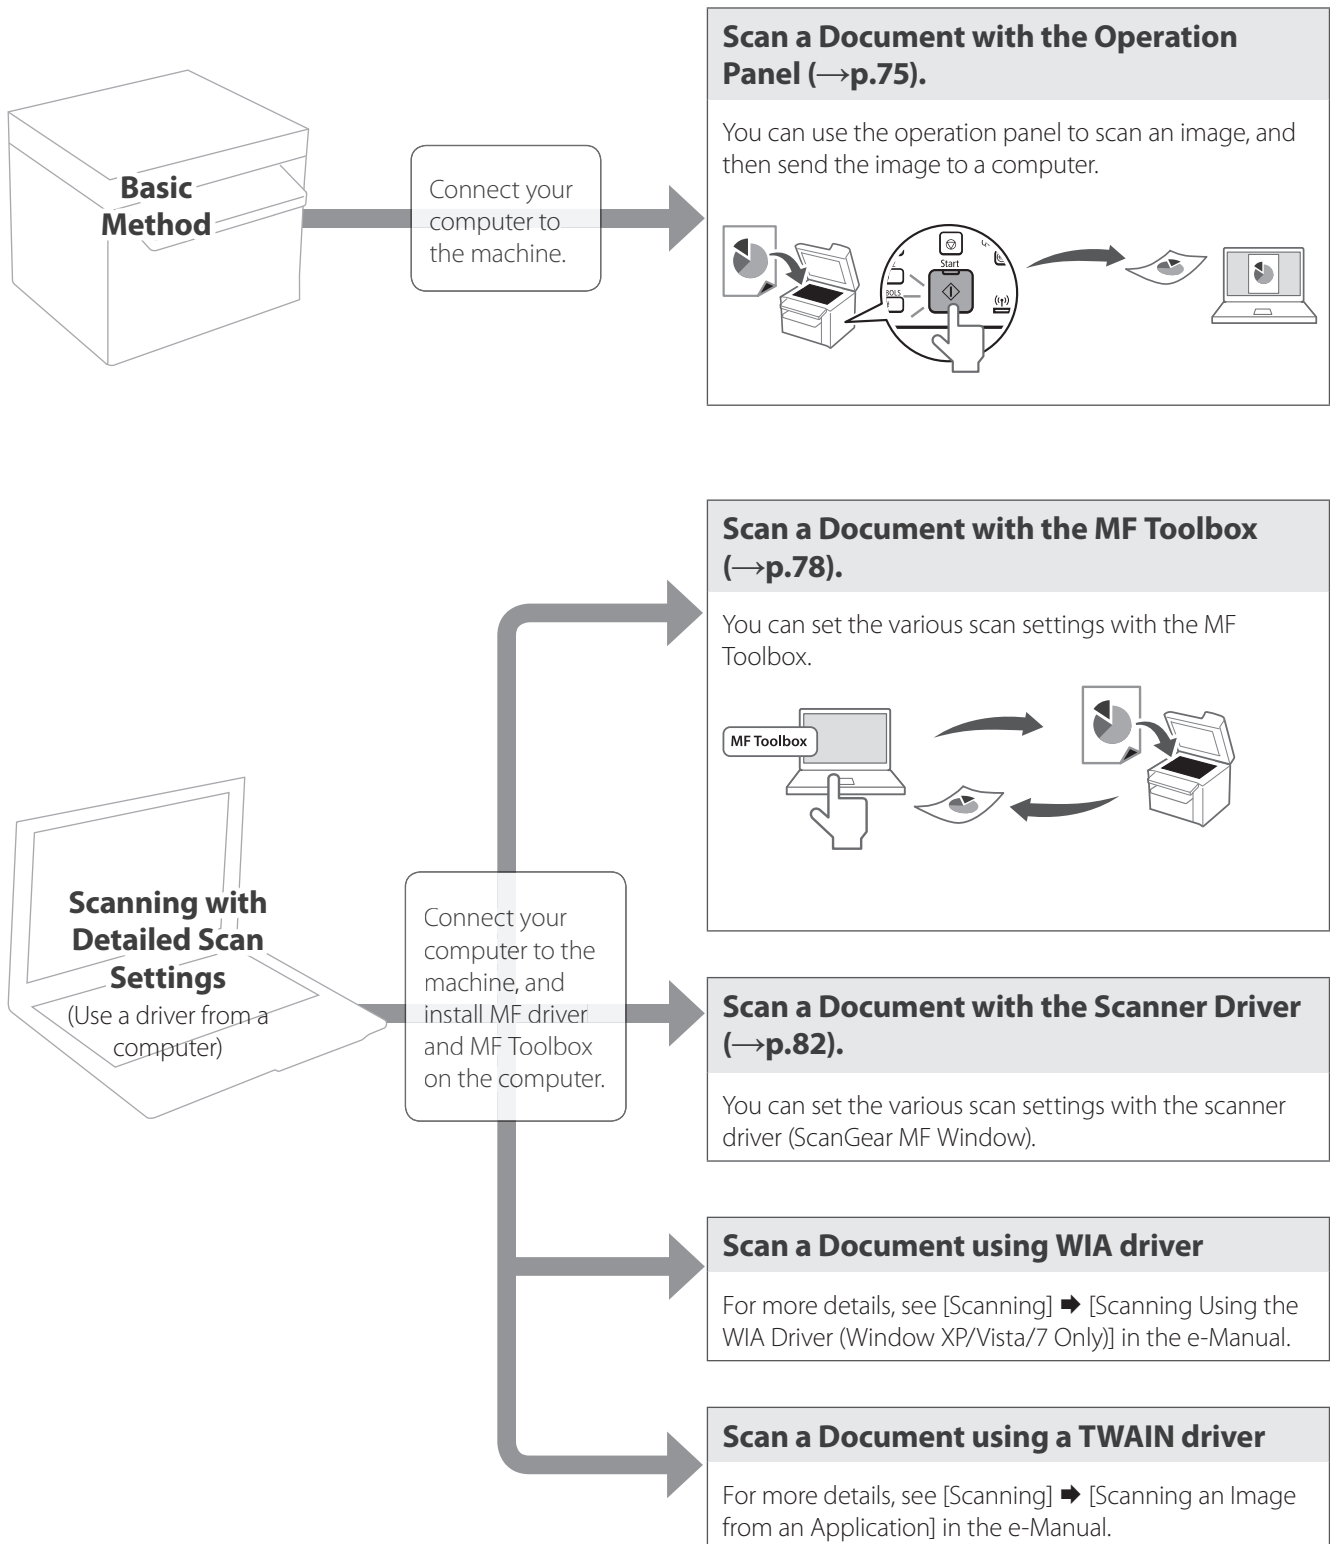 Scan a Document with the Operation
Panel (→p.75).
You can use the operation panel to scan an image, and
then send the image to a computer.
Basic
Method
Connect your
computer to
the machine.
Start
Scan a Document with the MF Toolbox
(→p.78).
You can set the various scan settings with the MF
Toolbox.
MF Toolbox
Scanning with
Detailed Scan
Settings
(Use a driver from a
computer)
Connect your
computer to the
machine, and
install MF driver
and MF Toolbox
on the computer.
Scan a Document with the Scanner Driver
(→p.82).
You can set the various scan settings with the scanner
driver (ScanGear MF Window).
Scan a Document using WIA driver
For more details, see [Scanning] ➡ [Scanning Using the
WIA Driver (Window XP/Vista/7 Only)] in the e-Manual.
Scan a Document using a TWAIN driver
For more details, see [Scanning] ➡ [Scanning an Image
from an Application] in the e-Manual.